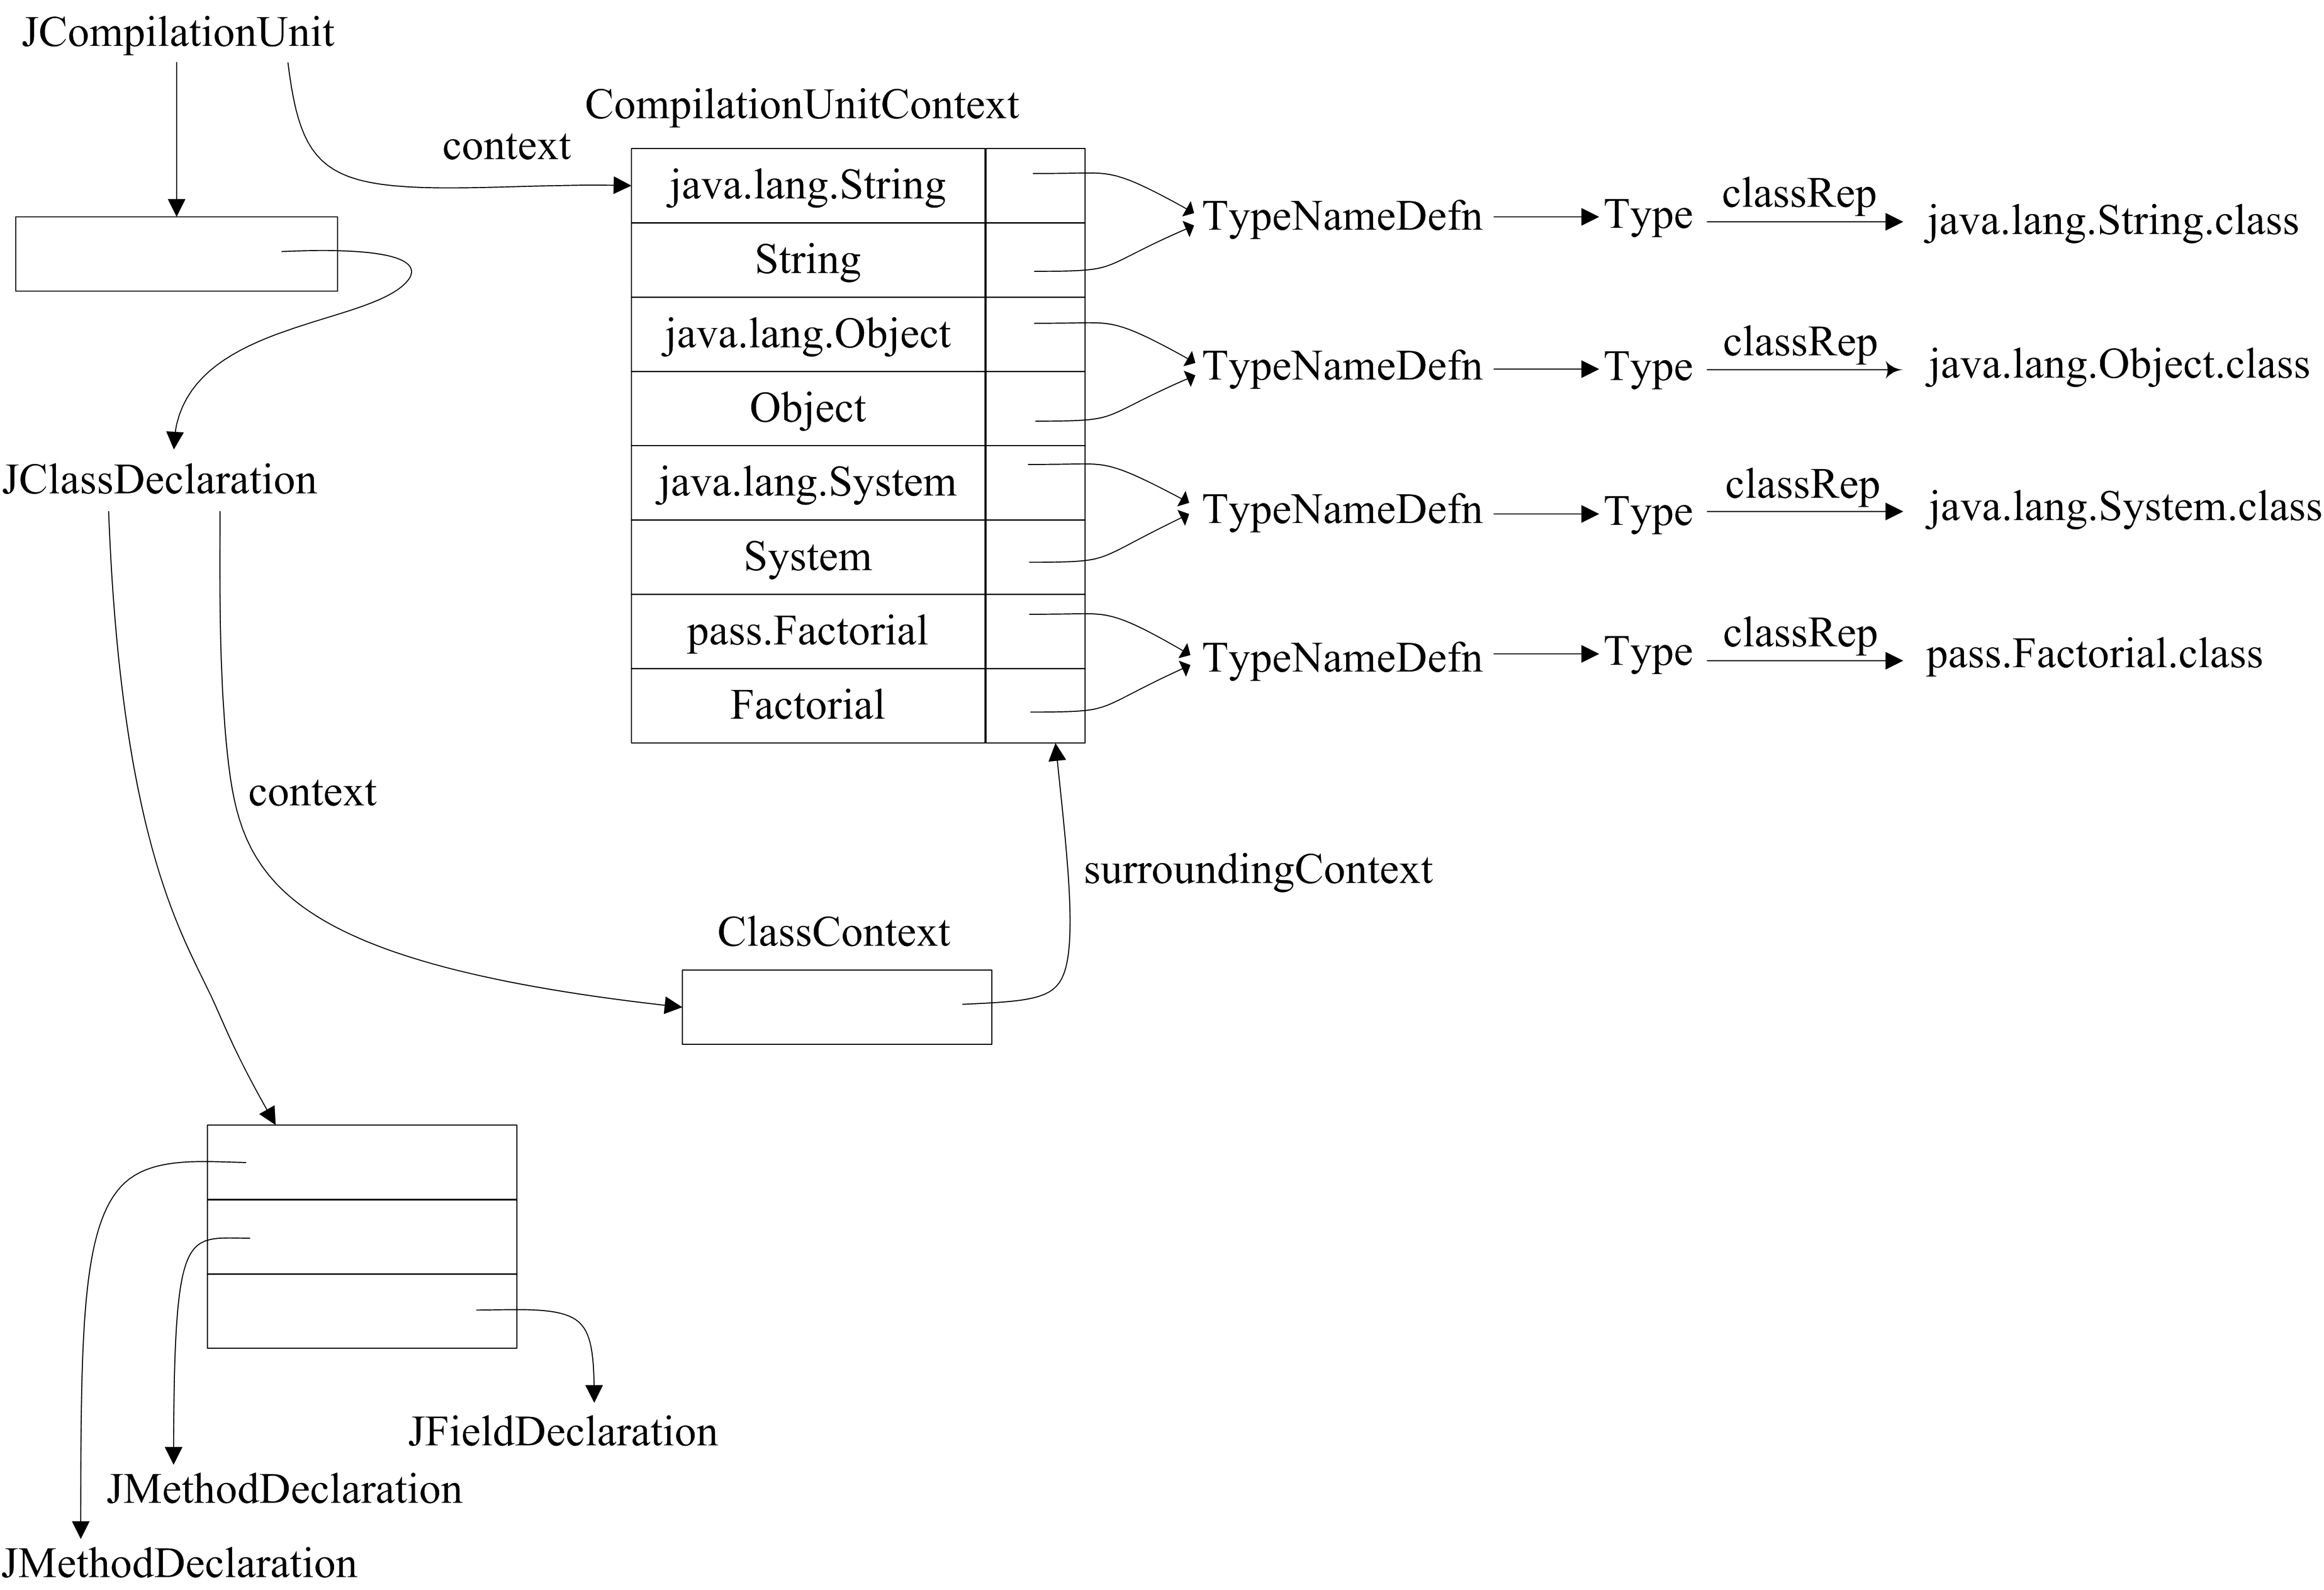 JCompilationUnit
CompilationUnitContext
context
java.lang.String
TypeNameDefn
Type
classRep
java.lang.String.class
String
java.lang.Object
TypeNameDefn
Type
classRep
java.lang.Object.class
Object
JClassDeclaration
java.lang.System
TypeNameDefn
Type
classRep
java.lang.System.class
System
pass.Factorial
TypeNameDefn
Type
classRep
pass.Factorial.class
Factorial
context
surroundingContext
ClassContext
JFieldDeclaration
JMethodDeclaration
JMethodDeclaration